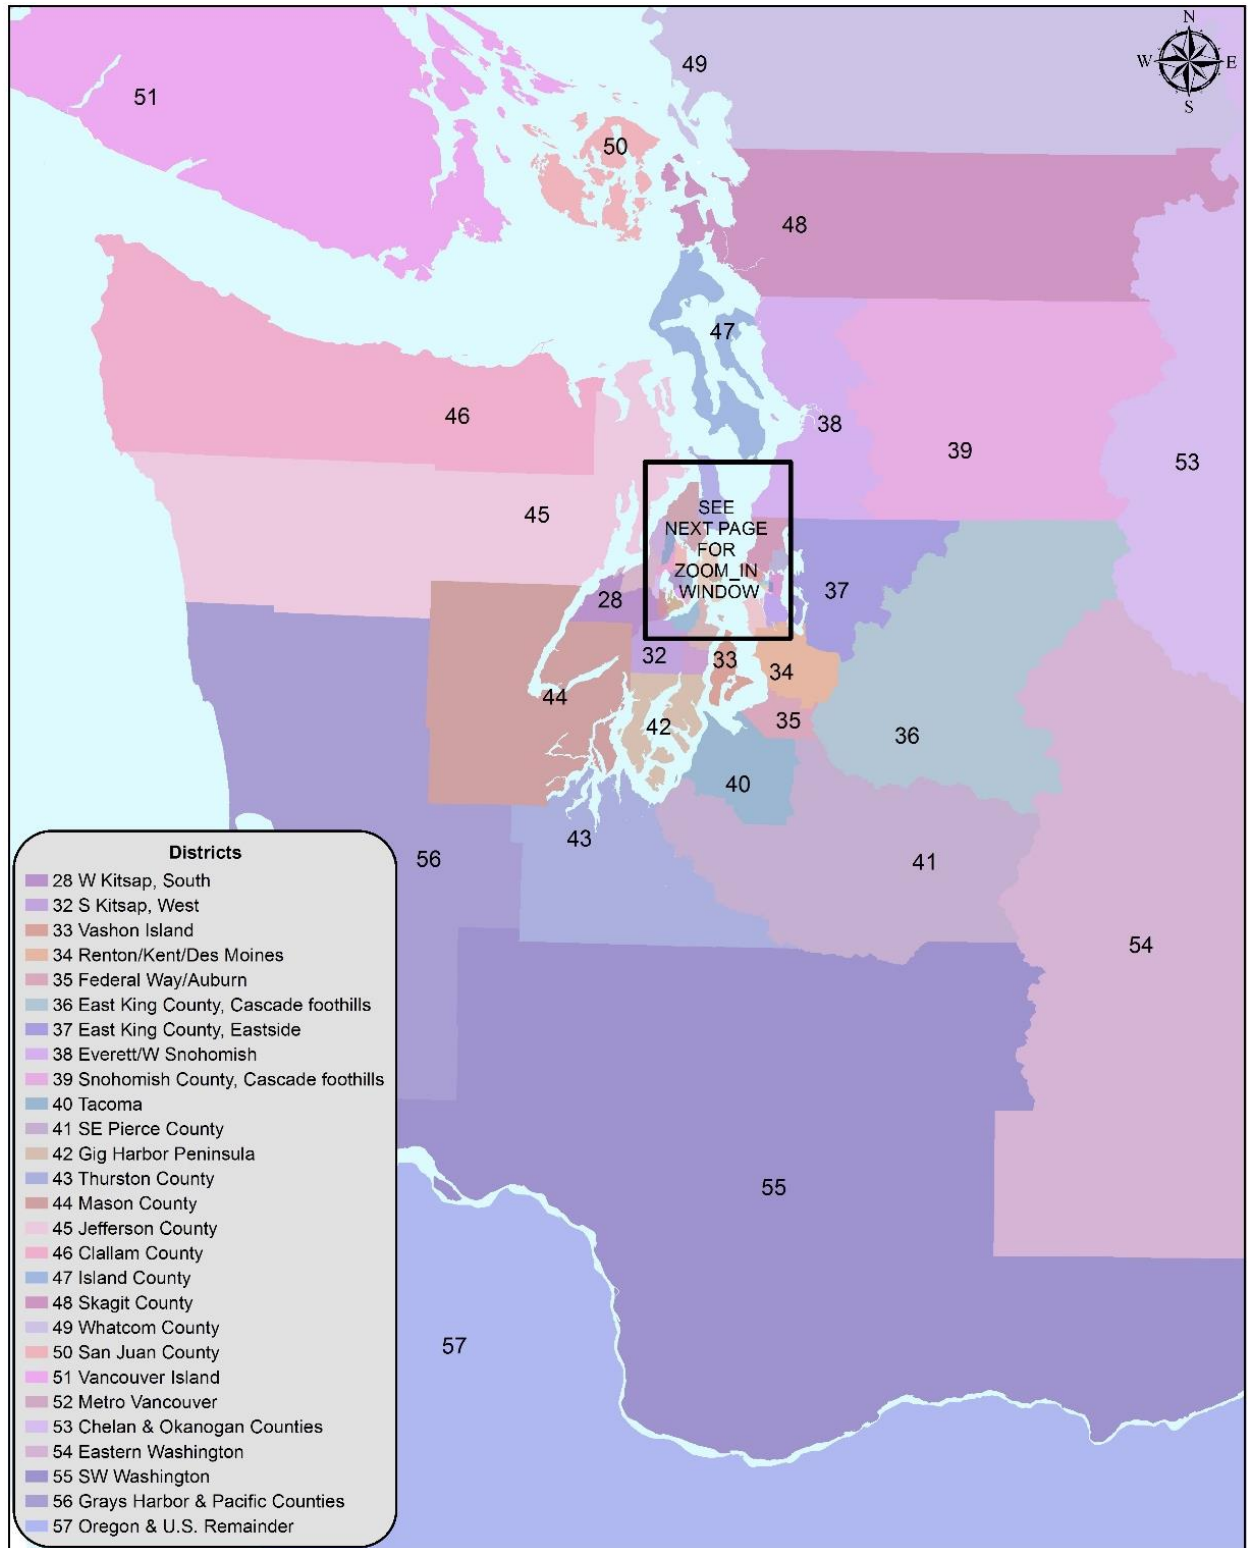 N
W E
S
49
51
50
48
47
46
38
39
53
45
SEE
NEXT PAGE
FOR
ZOOM_IN
WINDOW
28
37
32
33
34
44
42
35
36
40
43
56
41
54
55
57
Districts
28 W Kitsap, South
32 S Kitsap, West
33 Vashon Island
34 Renton/Kent/Des Moines
35 Federal Way/Auburn
36 East King County, Cascade foothills
37 East King County, Eastside
38 Everett/W Snohomish
39 Snohomish County, Cascade foothills
40 Tacoma
41 SE Pierce County
42 Gig Harbor Peninsula
43 Thurston County
44 Mason County
45 Jefferson County
46 Clallam County
47 Island County
48 Skagit County
49 Whatcom County
50 San Juan County
51 Vancouver Island
52 Metro Vancouver
53 Chelan & Okanogan Counties
54 Eastern Washington
55 SW Washington
56 Grays Harbor & Pacific Counties
57 Oregon & U.S. Remainder